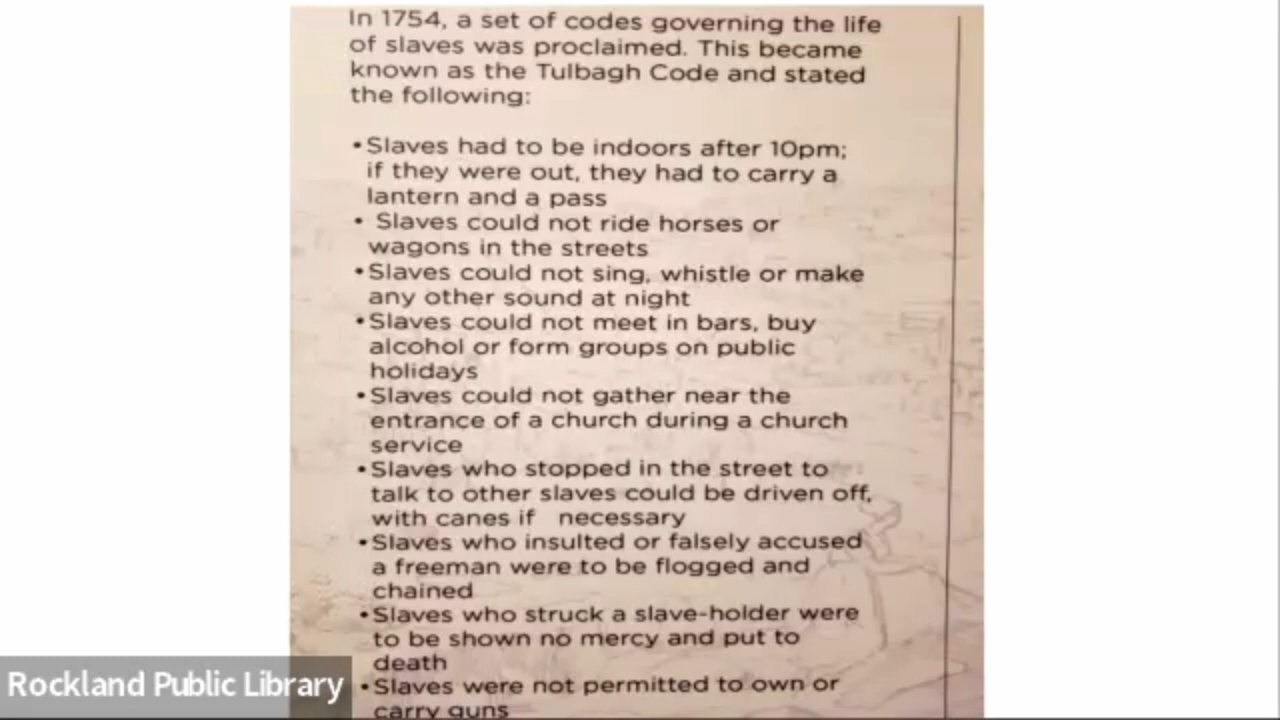 In 1754, a set of codes governing the life
of slaves was proclaimed. This became
known as the Tulbagh Code and stated
the following:
•Slaves had to be indoors after 10pm;
if they were out, they had to carry a
lantern and a pass
• Slaves could not ride horses or
wagons in the streets
•Slaves could not sing, whistle or make
any other sound at night
•Slaves could not meet in bars, buy
alcohol or form groups on public
holidays
•Slaves could not gather near the
entrance of a church during a church
service
•Slaves who stopped in the street to
talk to other slaves could be driven off,
with canes if necessary
•Slaves who insulted or falsely accused
a freeman were to be flogged and
chained
•Slaves who struck a slave-holder were
to be shown no mercy and put to
death
•Slaves were not permitted to own or
carry guns
Rockland Public Library